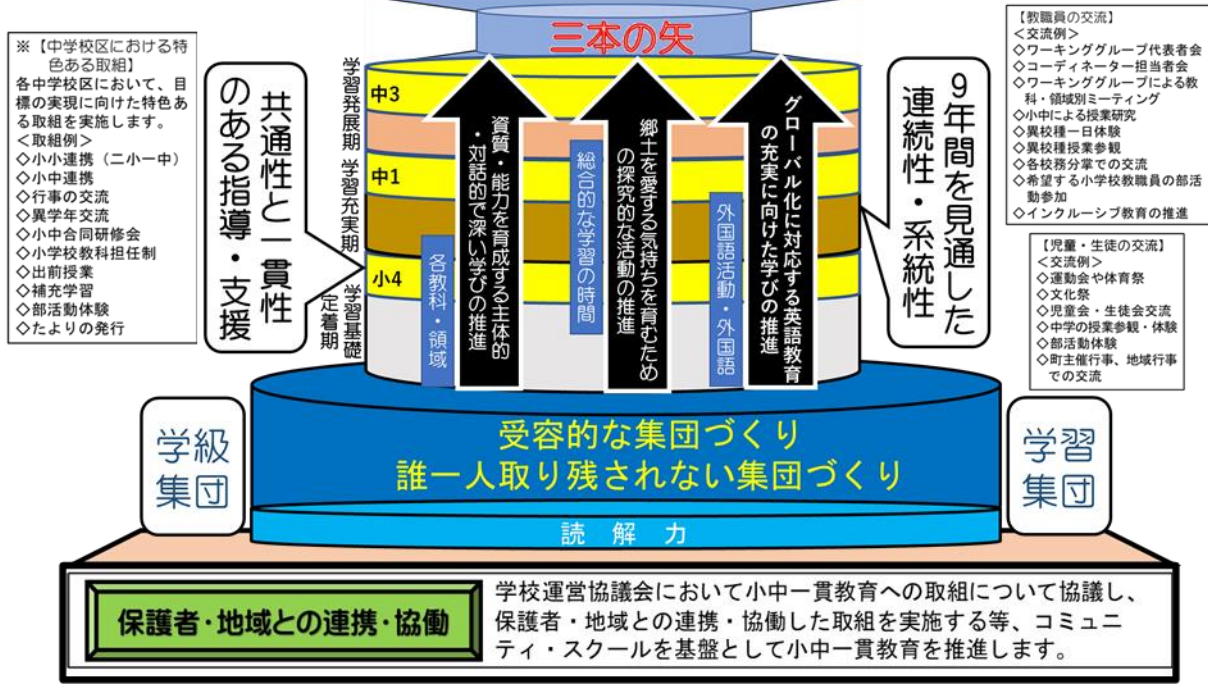 三本の矢
※【中学校区における特
色ある取組】
各中学校区において、目
標の実現に向けた特色あ
る取組を実施します。
＜取組例＞
◇小小連携（二小一中）
◇小中連携
◇行事の交流
◇異学年交流
◇小中合同研修会
◇小学校教科担任制
◇出前授業
◇補充学習
◇部活動体験
◇たよりの発行
共通性と一貫性
のある指導・支援
学習発展期
学習充実期
学習基礎
定着期
中3
中1
小4
各教科・領域
資質・能力を育成する主体的
・対話的で深い学びの推進
総合的な学習の時間
郷土を愛する気持ちを育むため
の探究的な活動の推進
外国語活動・外国語
グローバル化に対応する英語教育
の充実に向けた学びの推進
9年間を見通した
連続性・系統性
【教職員の交流】
＜交流例＞
◇ワーキンググループ代表者会
◇コーディネーター担当者会
◇ワーキンググループによる教
科・領域別ミーティング
◇小中による授業研究
◇異校種一日体験
◇異校種授業参観
◇各校務分掌での交流
◇希望する小学校教職員の部活
動参加
◇インクルーシブ教育の推進
【児童・生徒の交流】
＜交流例＞
◇運動会や体育祭
◇文化祭
◇児童会・生徒会交流
◇中学の授業参観・体験
◇部活動体験
◇町主催行事、地域行事
での交流
学級
集団
受容的な集団づくり
誰一人取り残されない集団づくり
学習
集団
読解力
保護者・地域との連携・協働
学校運営協議会において小中一貫教育への取組について協議し、
保護者・地域との連携・協働した取組を実施する等、コミュニ
ティ・スクールを基盤として小中一貫教育を推進します。